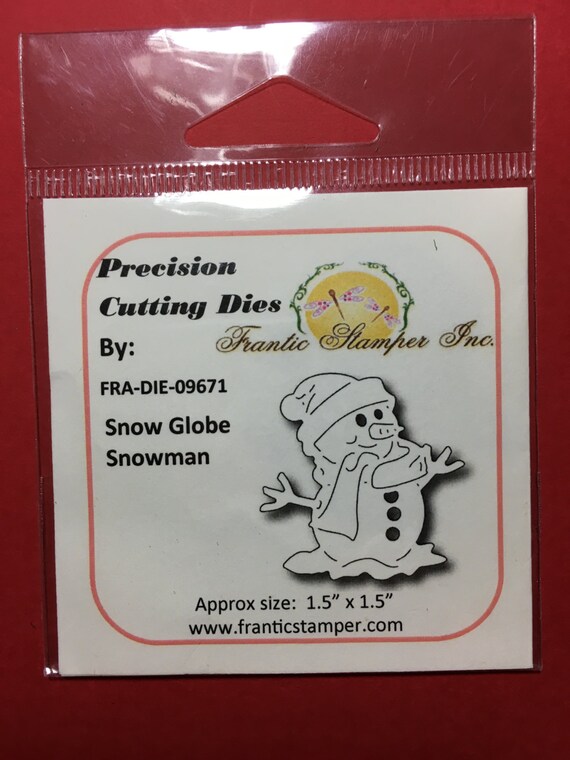 Precision
Cutting Dies
By:
Frantic Stamper Inc.
FRA-DIE-09671
Snow Globe
Snowman
Approx size: 1.5” x 1.5”
www.franticstamper.com